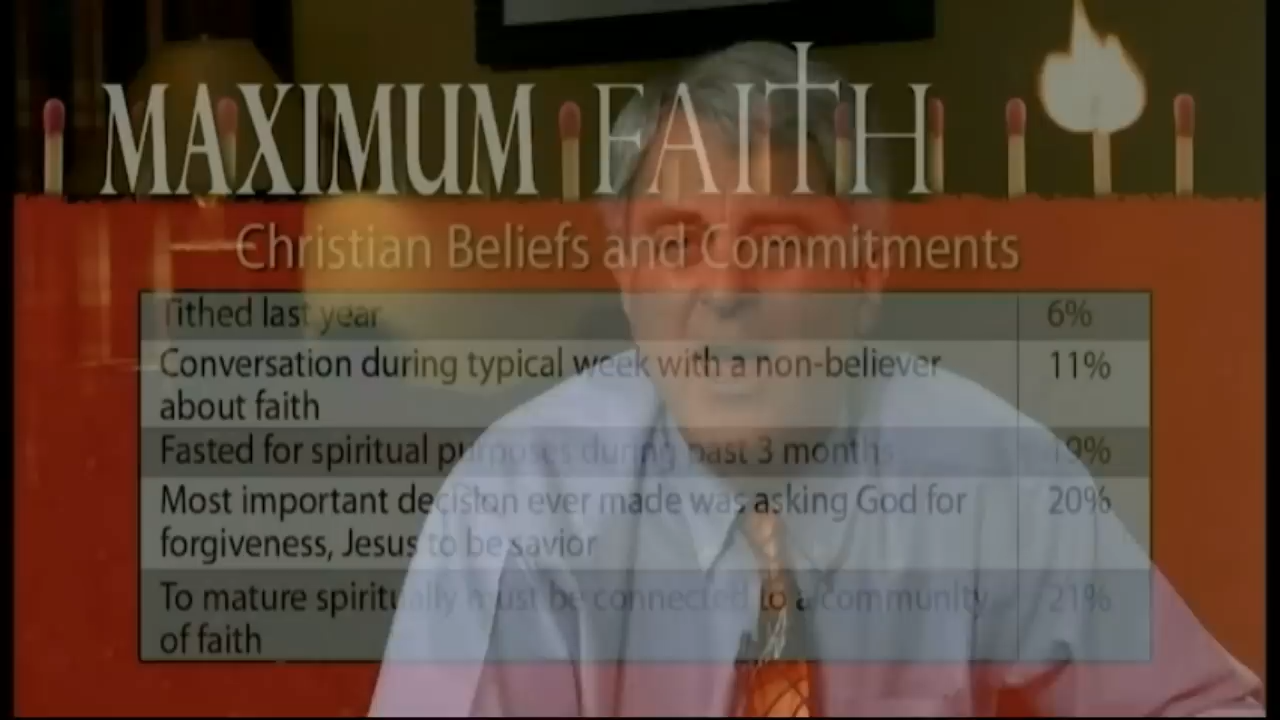 MAXIMUM FAITH
Christian Beliefs and Commitments
Tithed last year 6%
Conversation during typical week with a non-believer 11%
about faith
Fasted for spiritual purposes during past 3 months 19%
Most important decision ever made was asking God for 20%
forgiveness, Jesus to be savior
To mature spiritually must be connected to a community 21%
of faith